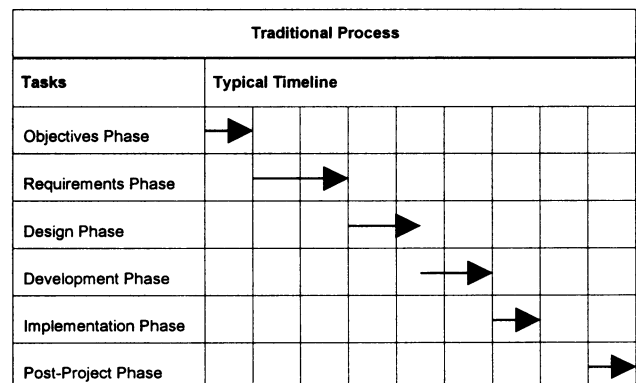 Traditional Process
Tasks Typical Timeline
Objectives Phase
Requirements Phase
Design Phase
Development Phase
Implementation Phase
Post-Project Phase